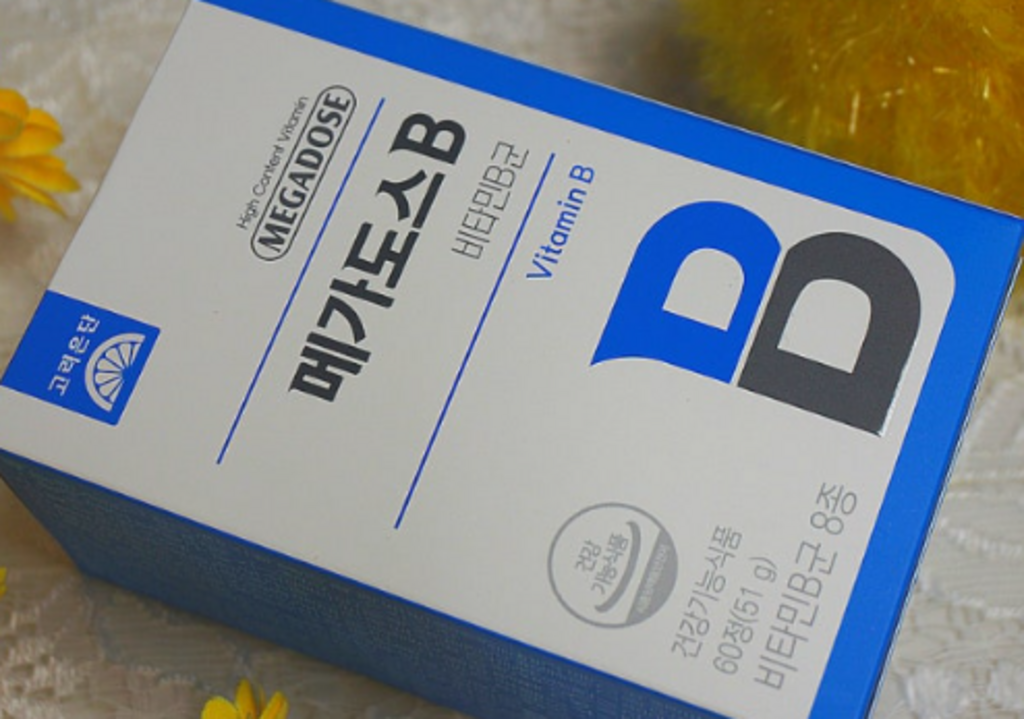 고려은단
High Content Vitamin
MEGADOSE
메가도스 B
비타민B군
Vitamin B
B
건강
기능식품
건강기능식품
60정(51 g)
비타민B군 8종